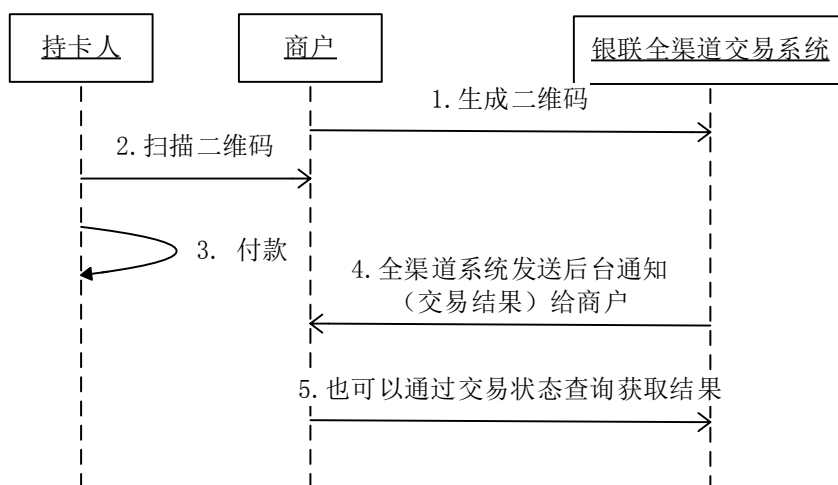 持卡人
商户
银联全渠道交易系统
1.生成二维码
2.扫描二维码
3. 付款
4.全渠道系统发送后台通知
（交易结果）给商户
5.也可以通过交易状态查询获取结果